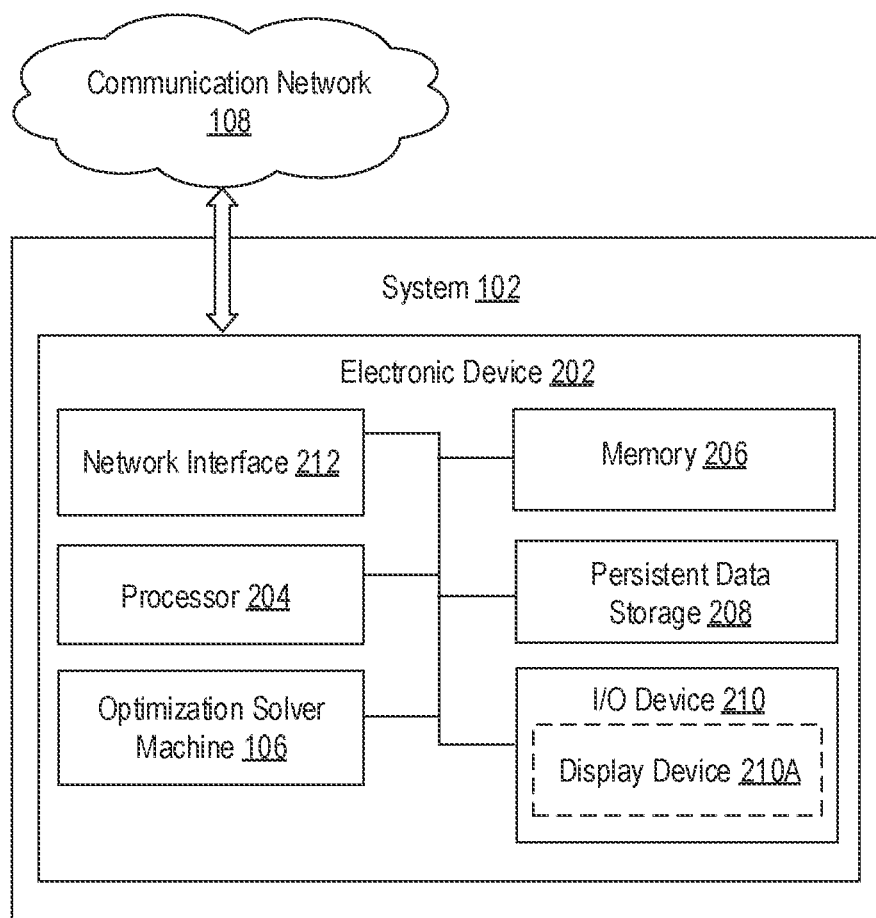 Communication Network
108
System 102
Electronic Device 202
Network Interface 212
Memory 206
Processor 204
Persistent Data
Storage 208
Optimization Solver
Machine 106
I/O Device 210
Display Device 210A